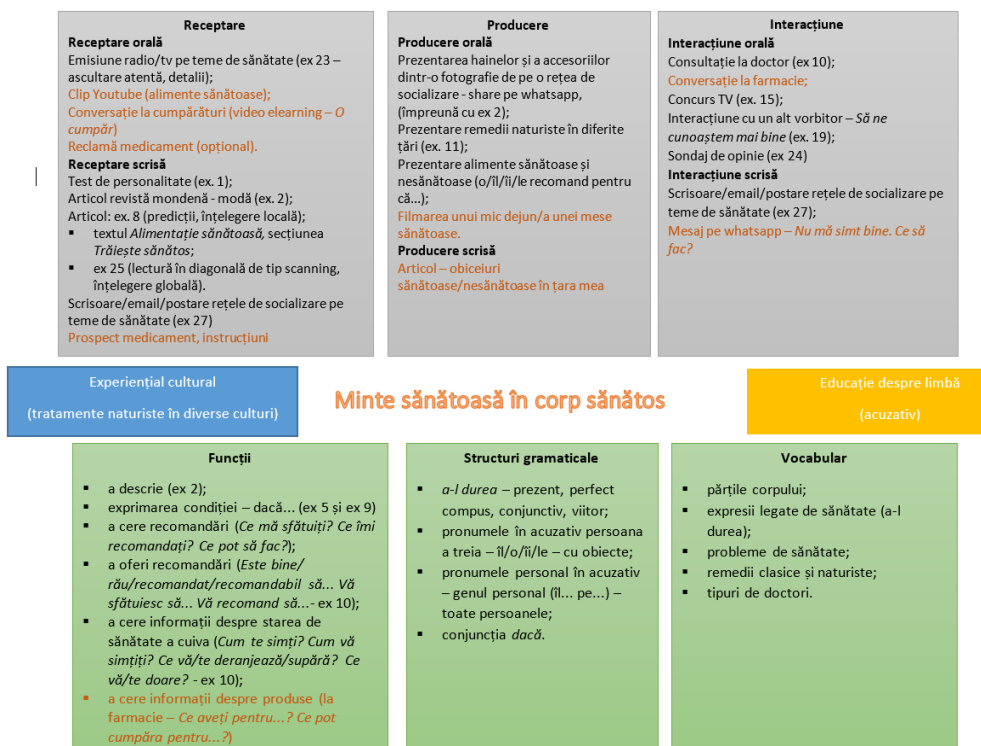 Receptare
Receptare orală
Emisiune radio/tv pe teme de sănătate (ex 23 –
ascultare atentă, detalii);
Clip Youtube (alimente sănătoase);
Conversație la cumpărături (video elearning – O
cumpăr)
Reclamă medicament (opțional).
Receptare scrisă
Test de personalitate (ex. 1);
Articol revistă mondenă - modă (ex. 2);
Articol: ex. 8 (predicții, înțelegere locală);
▪ textul Alimentație sănătoasă, secțiunea
Trăiește sănătos;
▪ ex 25 (lectură în diagonală de tip scanning,
înțelegere globală).
Scrisoare/email/postare rețele de socializare pe
teme de sănătate (ex 27)
Prospect medicament, instrucțiuni
Producere
Producere orală
Prezentarea hainelor și a accesoriilor
dintr-o fotografie de pe o rețea de
socializare - share pe whatsapp,
(împreună cu ex 2);
Prezentare remedii naturiste în diferite
țări (ex. 11);
Prezentare alimente sănătoase și
nesănătoase (o/îl/îi/le recomand pentru
că...);
Filmarea unui mic dejun/a unei mese
sănătoase.
Producere scrisă
Articol – obiceiuri
sănătoase/nesănătoase în țara mea
Interacțiune
Interacțiune orală
Consultație la doctor (ex 10);
Conversație la farmacie;
Concurs TV (ex. 15);
Interacțiune cu un alt vorbitor – Să ne
cunoaștem mai bine (ex. 19);
Sondaj de opinie (ex 24)
Interacțiune scrisă
Scrisoare/email/postare rețele de socializare pe
teme de sănătate (ex 27);
Mesaj pe whatsapp – Nu mă simt bine. Ce să
fac?
Experiențial cultural
(tratamente naturiste în diverse culturi)
Minte sănătoasă în corp sănătos
Educație despre limbă
(acuzativ)
Funcții
▪ a descrie (ex 2);
▪ exprimarea condiției – dacă... (ex 5 și ex 9)
▪ a cere recomandări (Ce mă sfătuiți? Ce îmi
recomandați? Ce pot să fac?);
▪ a oferi recomandări (Este bine/
rău/recomandat/recomandabil să... Vă
sfătuiesc să... Vă recomand să...- ex 10);
▪ a cere informații despre starea de
sănătate a cuiva (Cum te simți? Cum vă
simțiți? Ce vă/te deranjează/supără? Ce
vă/te doare? - ex 10);
▪ a cere informații despre produse (la
farmacie – Ce aveți pentru...? Ce pot
cumpăra pentru...?)
Structuri gramaticale
▪ a-l durea – prezent, perfect
compus, conjunctiv, viitor;
▪ pronumele în acuzativ persoana
a treia – îl/o/îi/le – cu obiecte;
▪ pronumele personal în acuzativ
– genul personal (îl... pe...) –
toate persoanele;
▪ conjuncția dacă.
Vocabular
▪ părțile corpului;
▪ expresii legate de sănătate (a-l
durea);
▪ probleme de sănătate;
▪ remedii clasice și naturiste;
▪ tipuri de doctori.